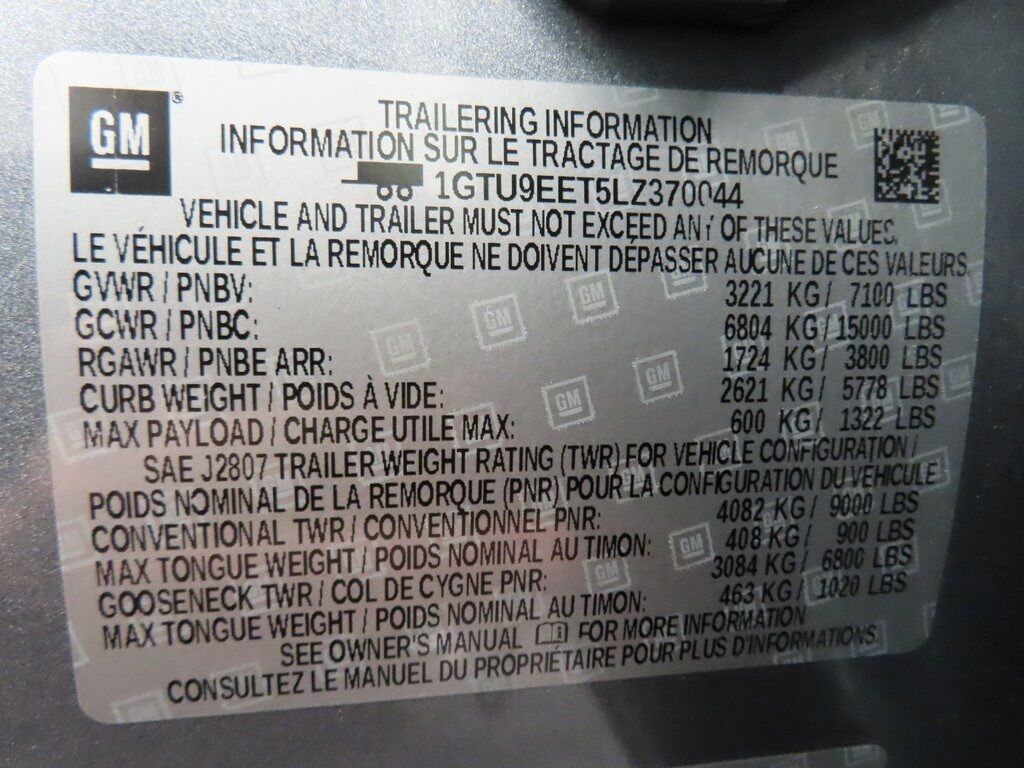 GM
TRAILERING INFORMATION
INFORMATION SUR LE TRACTAGE DE REMORQUE
1GTU9EET5LZ370044
VEHICLE AND TRAILER MUST NOT EXCEED ANY OF THESE VALUES.
LE VÉHICULE ET LA REMORQUE NE DOIVENT DÉPASSER AUCUNE DE CES VALEURS.
GVWR / PNBV: 3221 KG / 7100 LBS
GCWR / PNBC: 6804 KG / 15000 LBS
RGAWR / PNBE ARR: 1724 KG / 3800 LBS
CURB WEIGHT / POIDS À VIDE: 2621 KG / 5778 LBS
MAX PAYLOAD / CHARGE UTILE MAX: 600 KG / 1322 LBS
SAE J2807 TRAILER WEIGHT RATING (TWR) FOR VEHICLE CONFIGURATION /
POIDS NOMINAL DE LA REMORQUE (PNR) POUR LA CONFIGURATION DU VÉHICULE
CONVENTIONAL TWR / CONVENTIONNEL PNR: 4082 KG / 9000 LBS
MAX TONGUE WEIGHT / POIDS NOMINAL AU TIMON: 408 KG / 900 LBS
GOOSENECK TWR / COL DE CYGNE PNR: 3084 KG / 6800 LBS
MAX TONGUE WEIGHT / POIDS NOMINAL AU TIMON: 463 KG / 1020 LBS
SEE OWNER'S MANUAL FOR MORE INFORMATION
CONSULTEZ LE MANUEL DU PROPRIÉTAIRE POUR PLUS D'INFORMATIONS.